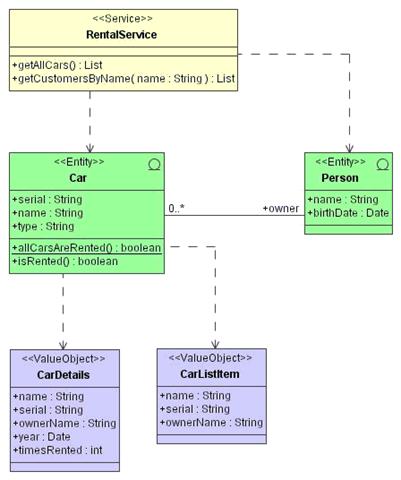 <<Service>>
RentalService
+getAllCars() : List
+getCustomersByName( name : String ) : List
<<Entity>>
Car
+serial : String
+name : String
+type : String
+allCarsAreRented() : boolean
+isRented() : boolean
0..*
+owner
<<Entity>>
Person
+name : String
+birthDate : Date
<<ValueObject>>
CarDetails
+name : String
+serial : String
+ownerName : String
+year : Date
+timesRented : int
<<ValueObject>>
CarListItem
+name : String
+serial : String
+ownerName : String